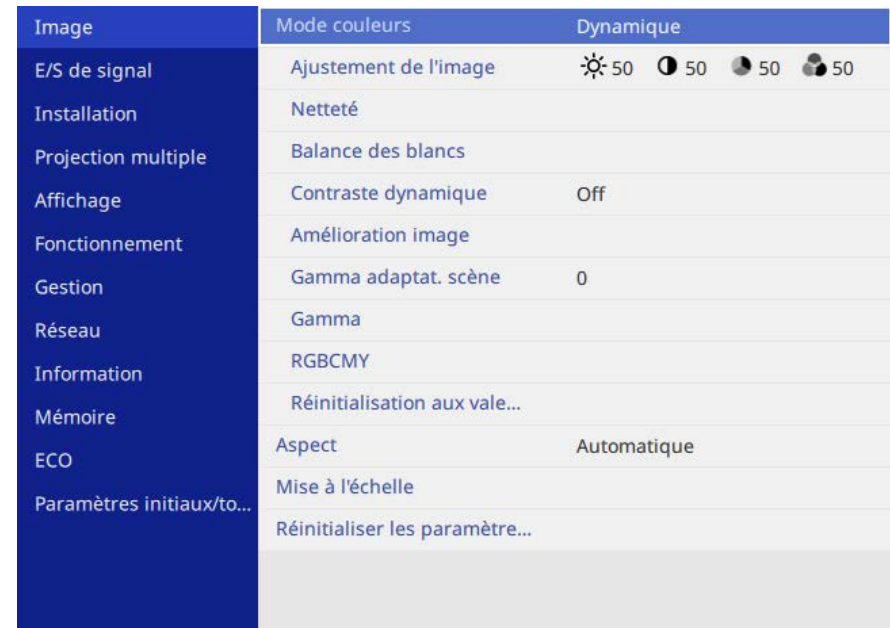 Image
E/S de signal
Installation
Projection multiple
Affichage
Fonctionnement
Gestion
Réseau
Information
Mémoire
ECO
Paramètres initiaux/to...
Mode couleurs Dynamique
Ajustement de l'image 50 50 50 50
Netteté
Balance des blancs
Contraste dynamique Off
Amélioration image
Gamma adaptat. scène 0
Gamma
RGBCMY
Réinitialisation aux vale...
Aspect Automatique
Mise à l'échelle
Réinitialiser les paramètre...